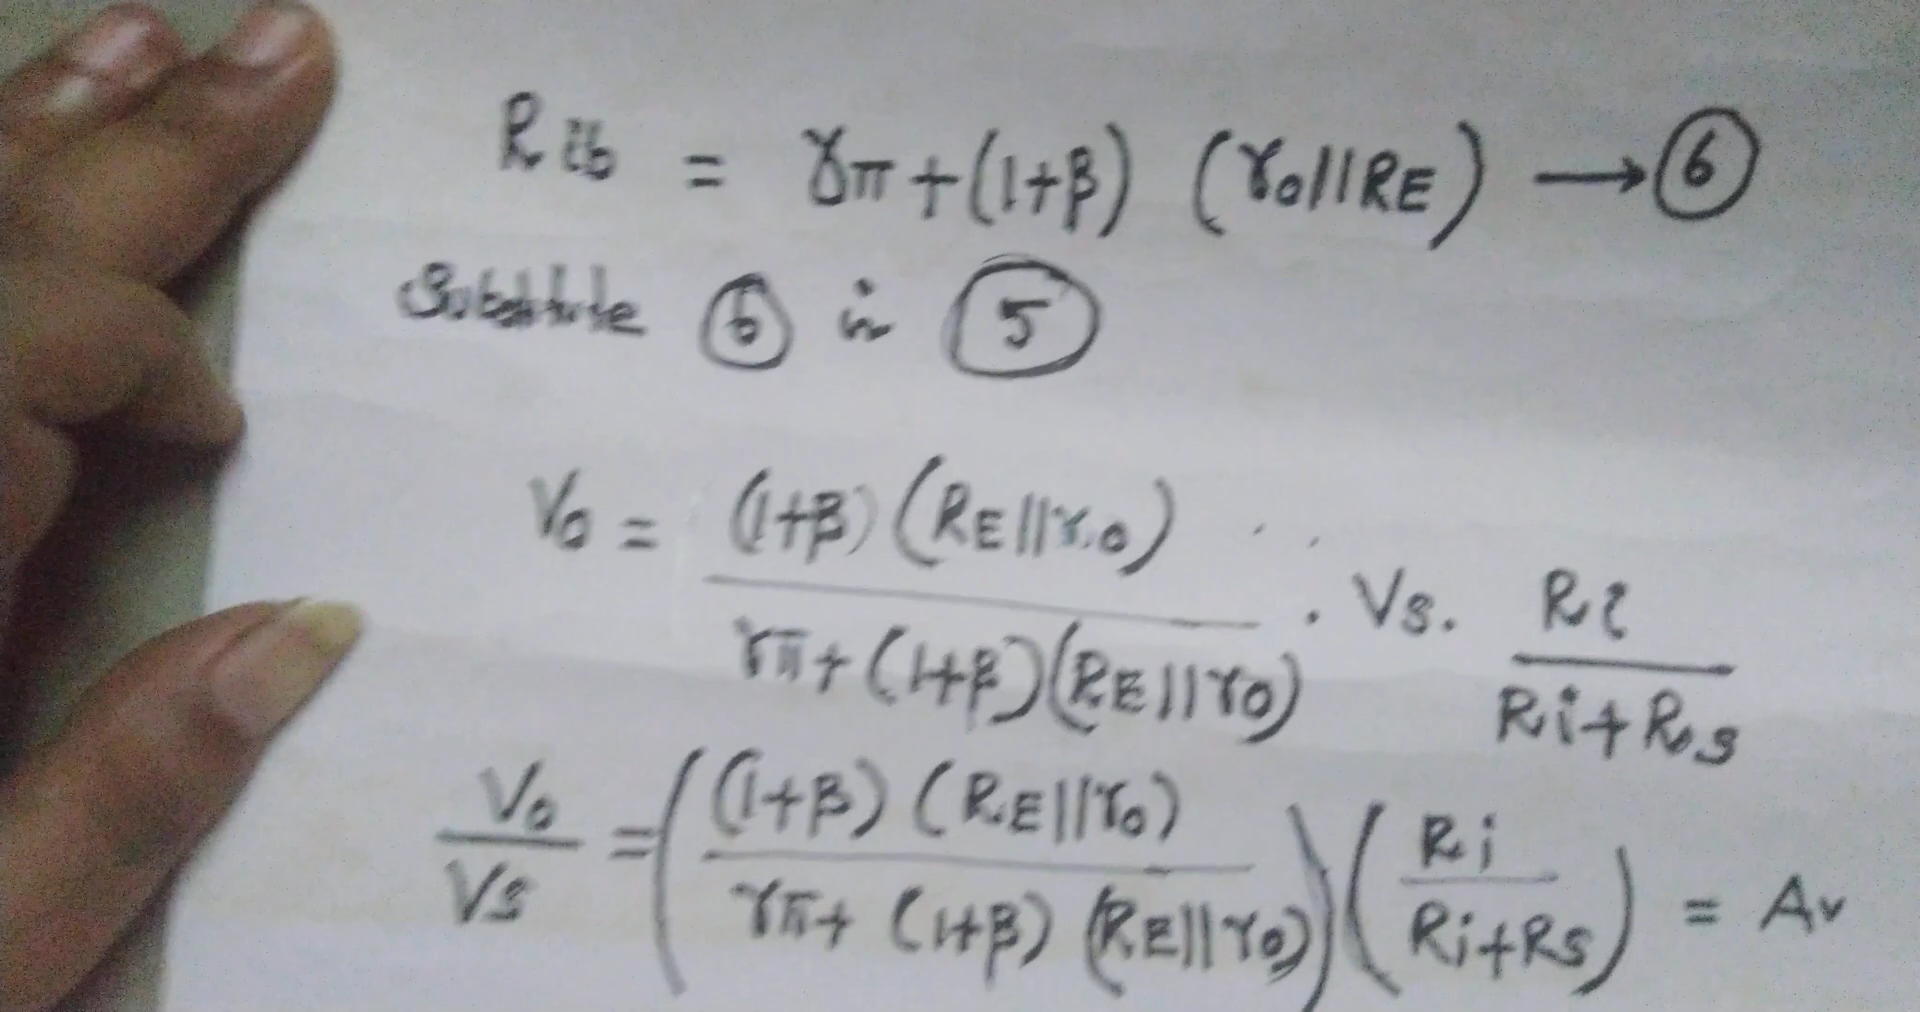 Rib = rπ + (1+β) (ro||RE) → ⑥
Substitute ⑥ in ⑤
Vo = (1+β) (RE||ro) / rπ + (1+β)(RE||ro) . Vs. Ri / Ri+Rs
Vo / Vs = ( (1+β) (RE||ro) / rπ + (1+β) (RE||ro) ) ( Ri / Ri+Rs ) = Av